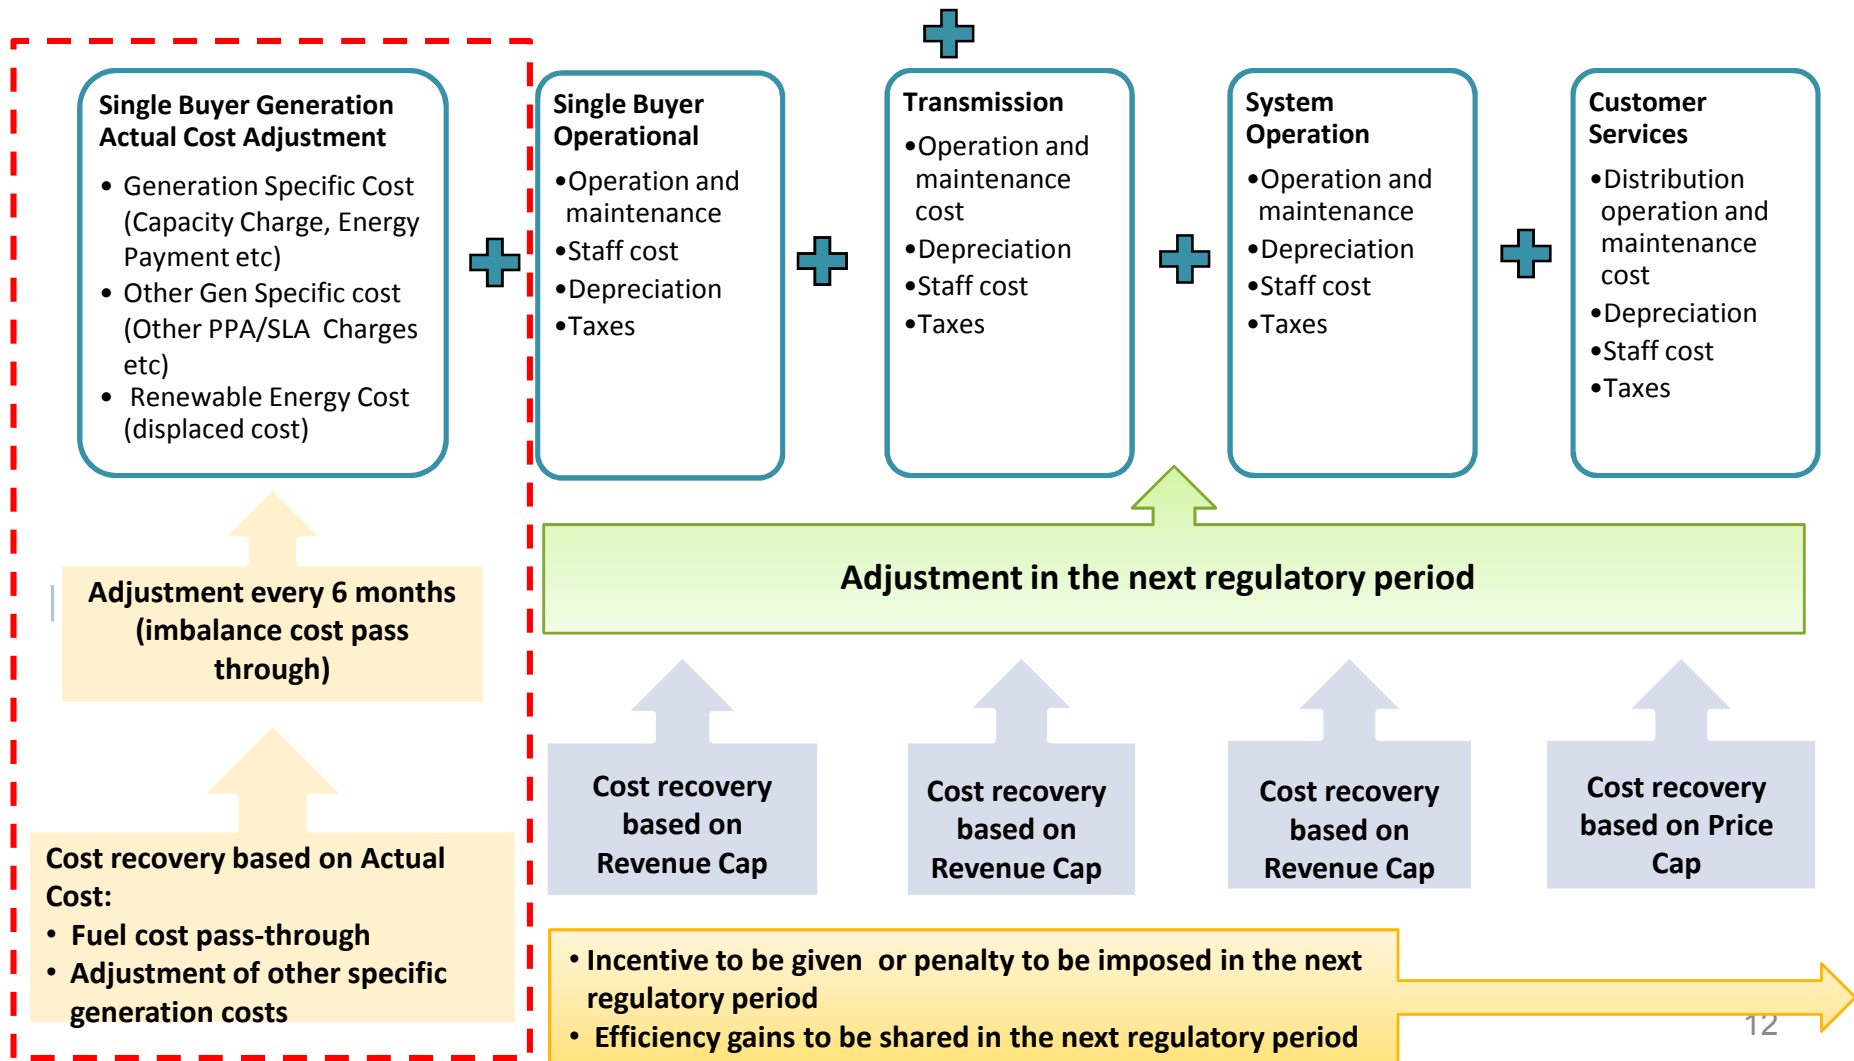 Single Buyer Generation
Actual Cost Adjustment
• Generation Specific Cost
(Capacity Charge, Energy
Payment etc)
• Other Gen Specific cost
(Other PPA/SLA Charges
etc)
• Renewable Energy Cost
(displaced cost)
Single Buyer
Operational
•Operation and
maintenance
•Staff cost
•Depreciation
•Taxes
Transmission
•Operation and
maintenance
cost
•Depreciation
•Staff cost
•Taxes
System
Operation
•Operation and
maintenance
•Depreciation
•Staff cost
•Taxes
Customer
Services
•Distribution
operation and
maintenance
cost
•Depreciation
•Staff cost
•Taxes
Adjustment every 6 months
(imbalance cost pass
through)
Adjustment in the next regulatory period
Cost recovery based on Actual
Cost:
• Fuel cost pass-through
• Adjustment of other specific
generation costs
Cost recovery
based on
Revenue Cap
Cost recovery
based on
Revenue Cap
Cost recovery
based on
Revenue Cap
Cost recovery
based on Price
Cap
• Incentive to be given or penalty to be imposed in the next
regulatory period
• Efficiency gains to be shared in the next regulatory period
12